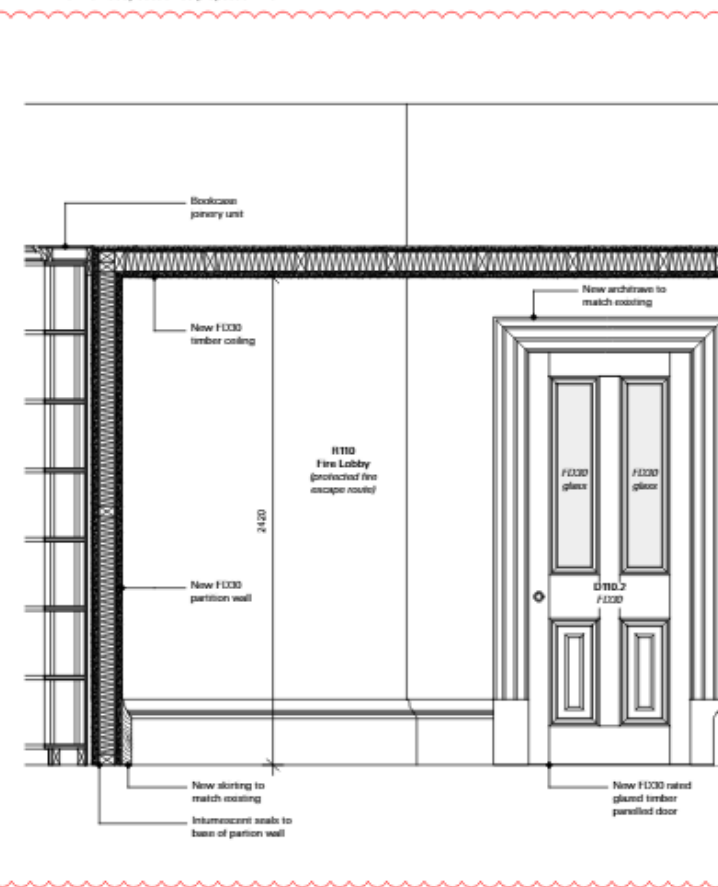 Bookcase
joinery unit
New architrave to
match existing
New FD30
timber ceiling
R110
Fire Lobby
(protected fire
escape route)
FD30
glass
FD30
glass
2420
New FD30
partition wall
D110.2
FD30
New skirting to
match existing
New FD30 rated
glazed timber
panelled door
Intumescent seals to
base of partion wall